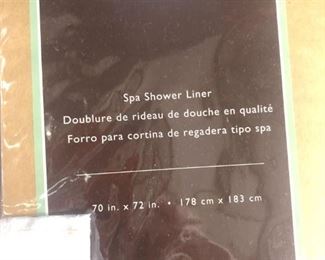 Spa Shower Liner
Doublure de rideau de douche en qualité
Forro para cortina de regadera tipo spa
70 in. x 72 in. • 178 cm x 183 cm